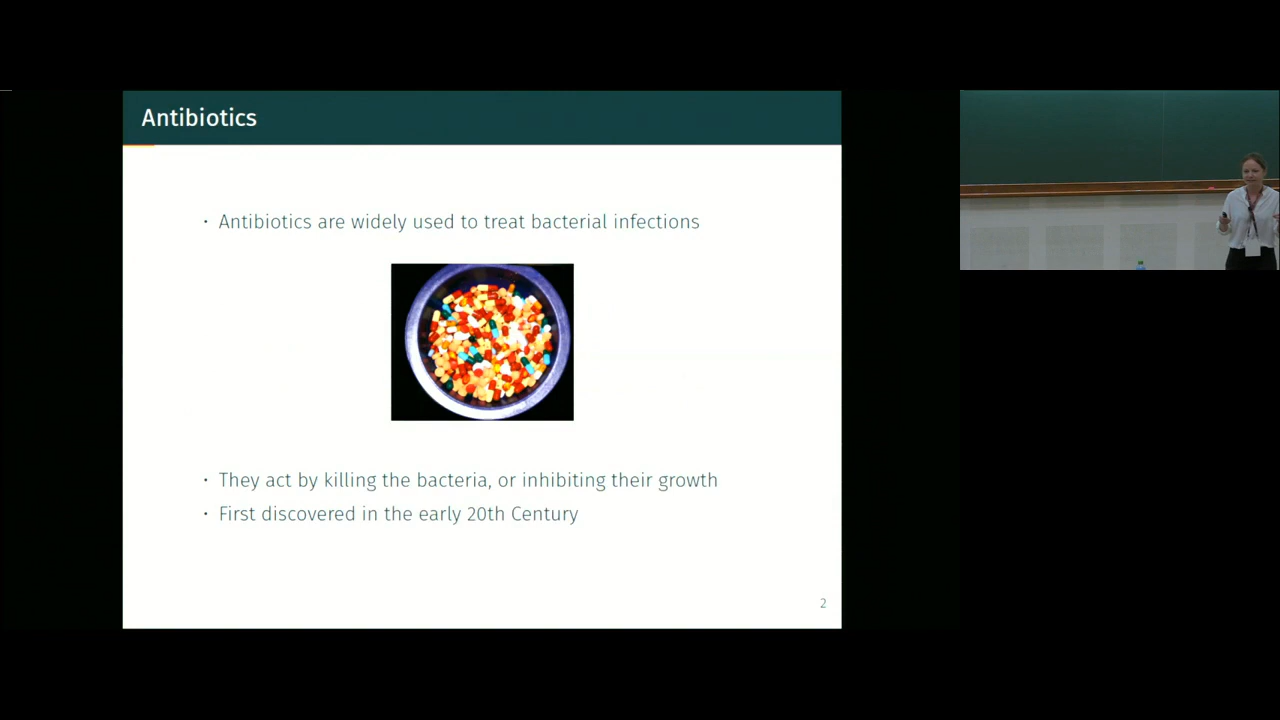 Antibiotics
· Antibiotics are widely used to treat bacterial infections
· They act by killing the bacteria, or inhibiting their growth
· First discovered in the early 20th Century
2